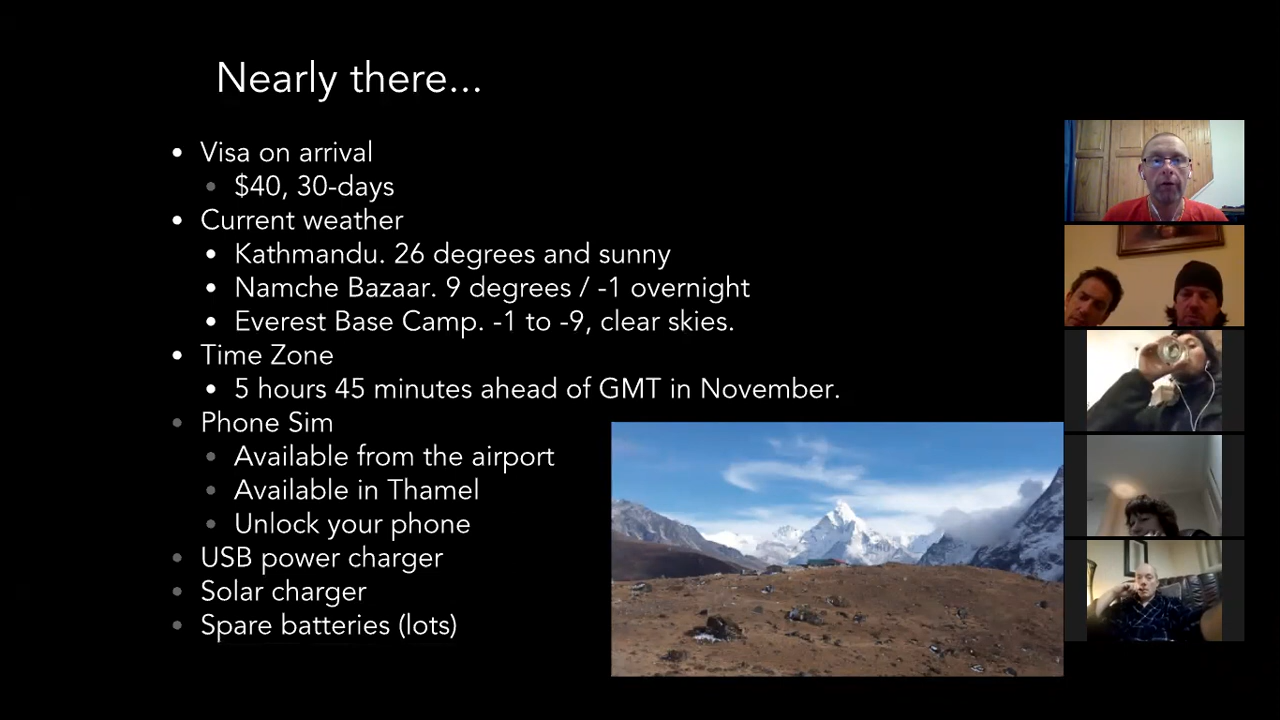 Nearly there...
Visa on arrival
$40, 30-days
Current weather
Kathmandu. 26 degrees and sunny
Namche Bazaar. 9 degrees / -1 overnight
Everest Base Camp. -1 to -9, clear skies.
Time Zone
5 hours 45 minutes ahead of GMT in November.
Phone Sim
Available from the airport
Available in Thamel
Unlock your phone
USB power charger
Solar charger
Spare batteries (lots)